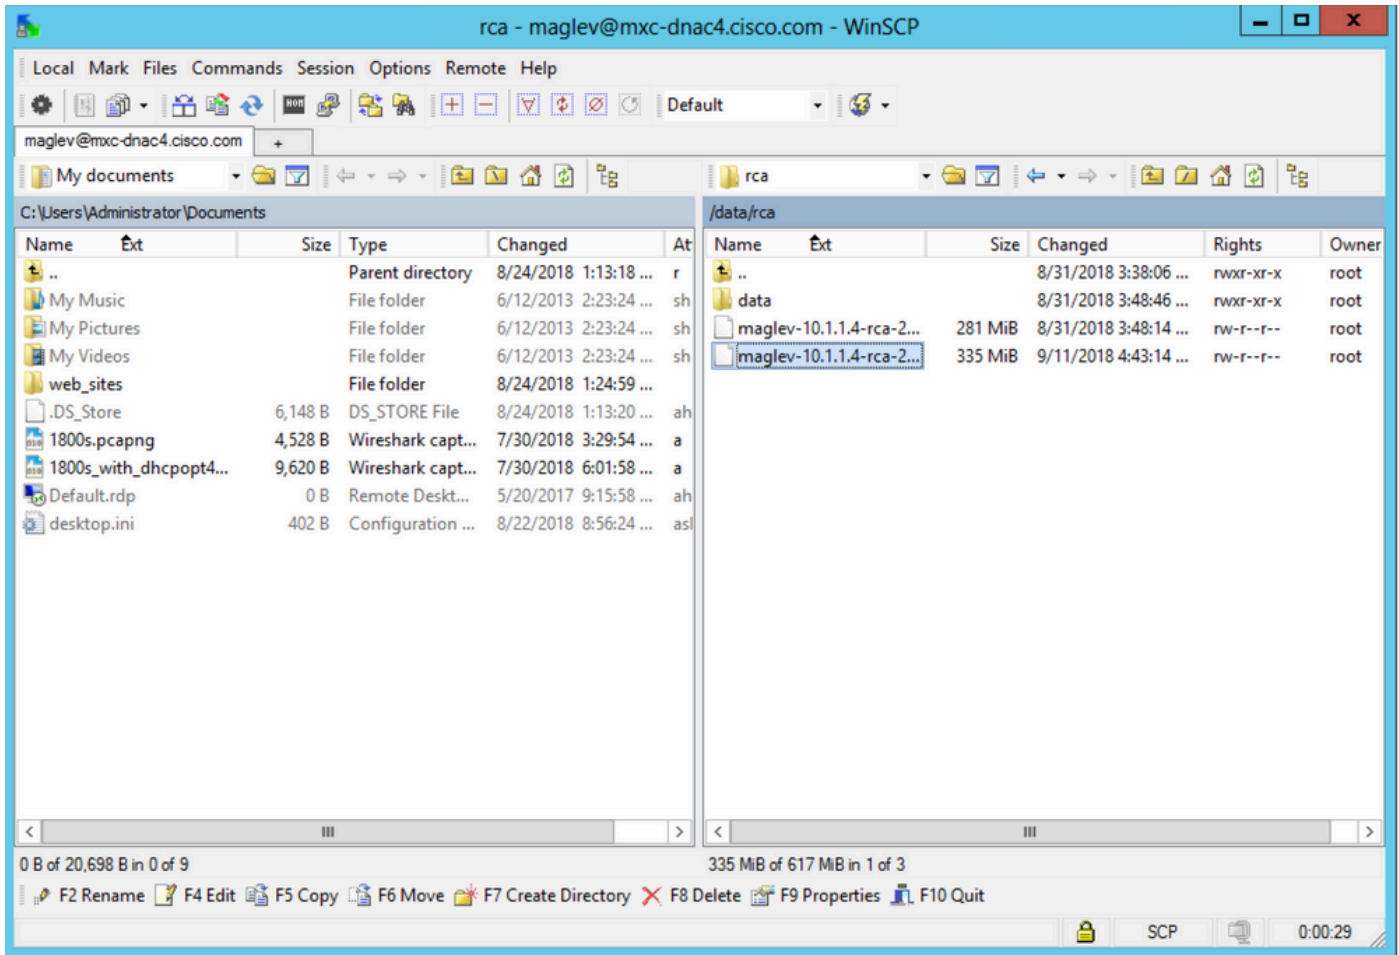 rca - maglev@mxc-dnac4.cisco.com - WinSCP
Local Mark Files Commands Session Options Remote Help
Default
maglev@mxc-dnac4.cisco.com +
My documents rca
C:\Users\Administrator\Documents /data/rca
Name Ext Size Type Changed At Name Ext Size Changed Rights Owner
.. Parent directory 8/24/2018 1:13:18 ... r .. 8/31/2018 3:38:06 ... rwxr-xr-x root
My Music File folder 6/12/2013 2:23:24 ... sh data 8/31/2018 3:48:46 ... rwxr-xr-x root
My Pictures File folder 6/12/2013 2:23:24 ... sh maglev-10.1.1.4-rca-2... 281 MiB 8/31/2018 3:48:14 ... rw-r--r-- root
My Videos File folder 6/12/2013 2:23:24 ... sh maglev-10.1.1.4-rca-2... 335 MiB 9/11/2018 4:43:14 ... rw-r--r-- root
web_sites File folder 8/24/2018 1:24:59 ...
.DS_Store 6,148 B DS_STORE File 8/24/2018 1:13:20 ... ah
1800s.pcapng 4,528 B Wireshark capt... 7/30/2018 3:29:54 ... a
1800s_with_dhcpopt4... 9,620 B Wireshark capt... 7/30/2018 6:01:58 ... a
Default.rdp 0 B Remote Deskt... 5/20/2017 9:15:58 ... ah
desktop.ini 402 B Configuration ... 8/22/2018 8:56:24 ... asl
0 B of 20,698 B in 0 of 9 335 MiB of 617 MiB in 1 of 3
F2 Rename F4 Edit F5 Copy F6 Move F7 Create Directory F8 Delete F9 Properties F10 Quit
SCP 0:00:29